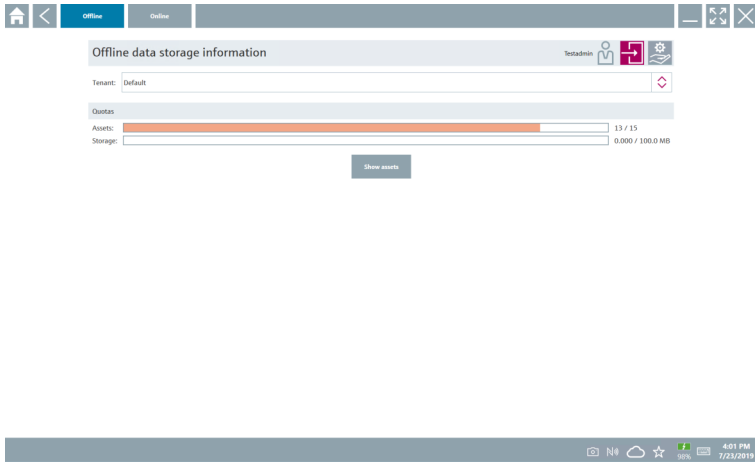 Offline Online
Offline data storage information
Testadmin
Tenant: Default
Quotas
Assets: 13 / 15
Storage: 0.000 / 100.0 MB
Show assets
98%
4:01 PM
7/23/2019